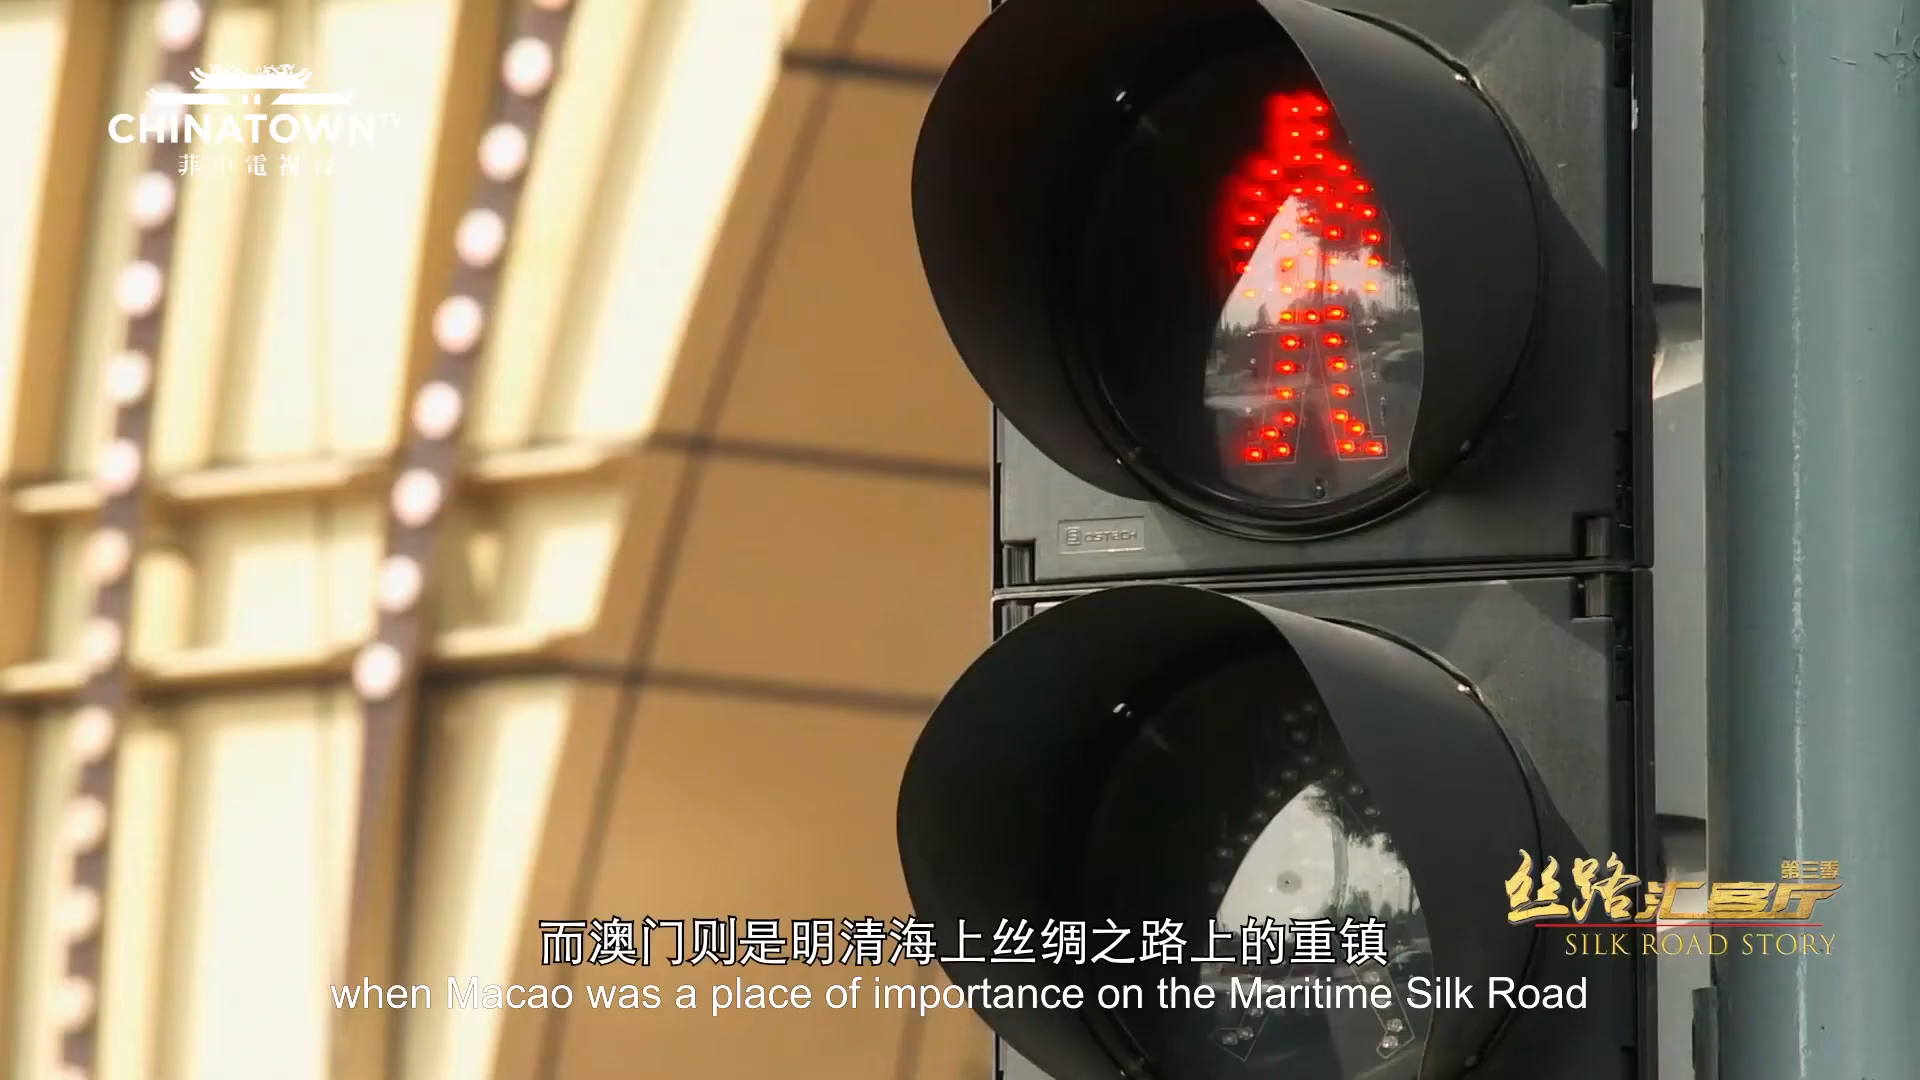 CHINATOWN TV
菲中電視台
而澳门则是明清海上丝绸之路上的重镇
when Macao was a place of importance on the Maritime Silk Road
第三季
丝路汇客厅
SILK ROAD STORY